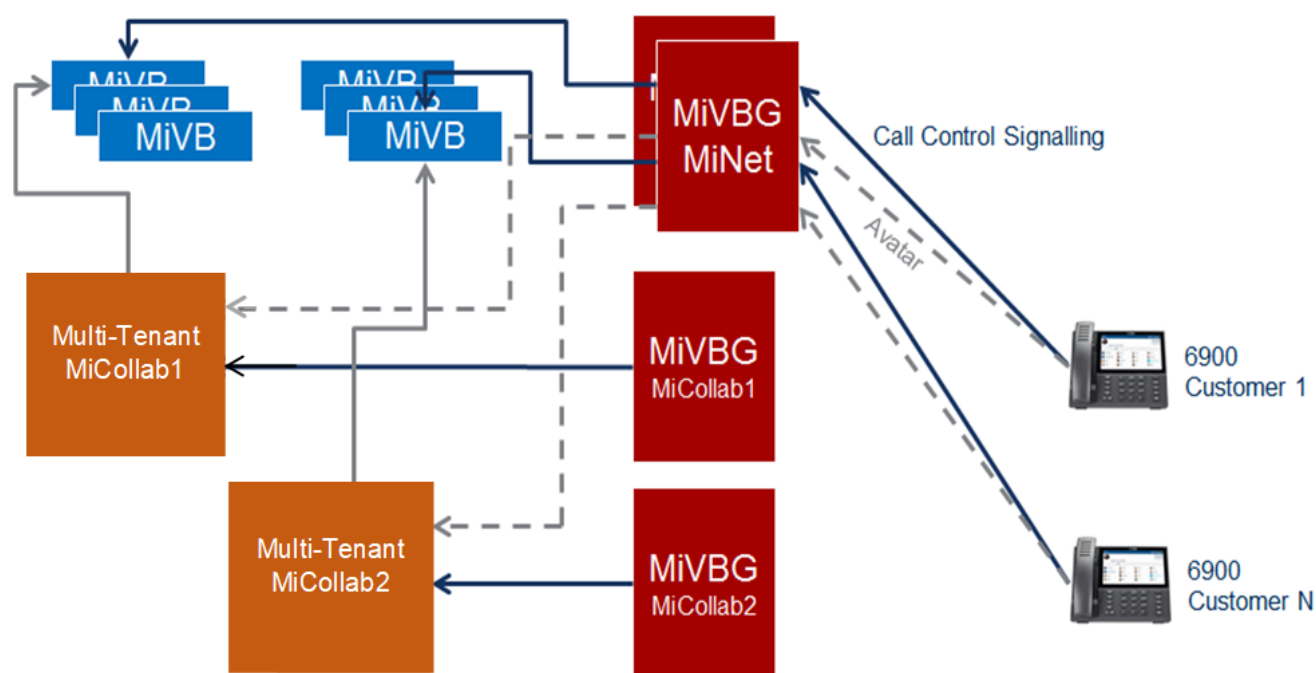 MiVB
MiVB
MiVB
MiVB
MiVB
MiVB
MiVBG
MiNet
Call Control Signalling
Avatar
Multi-Tenant
MiCollab1
MiVBG
MiCollab1
6900
Customer 1
Multi-Tenant
MiCollab2
MiVBG
MiCollab2
6900
Customer N